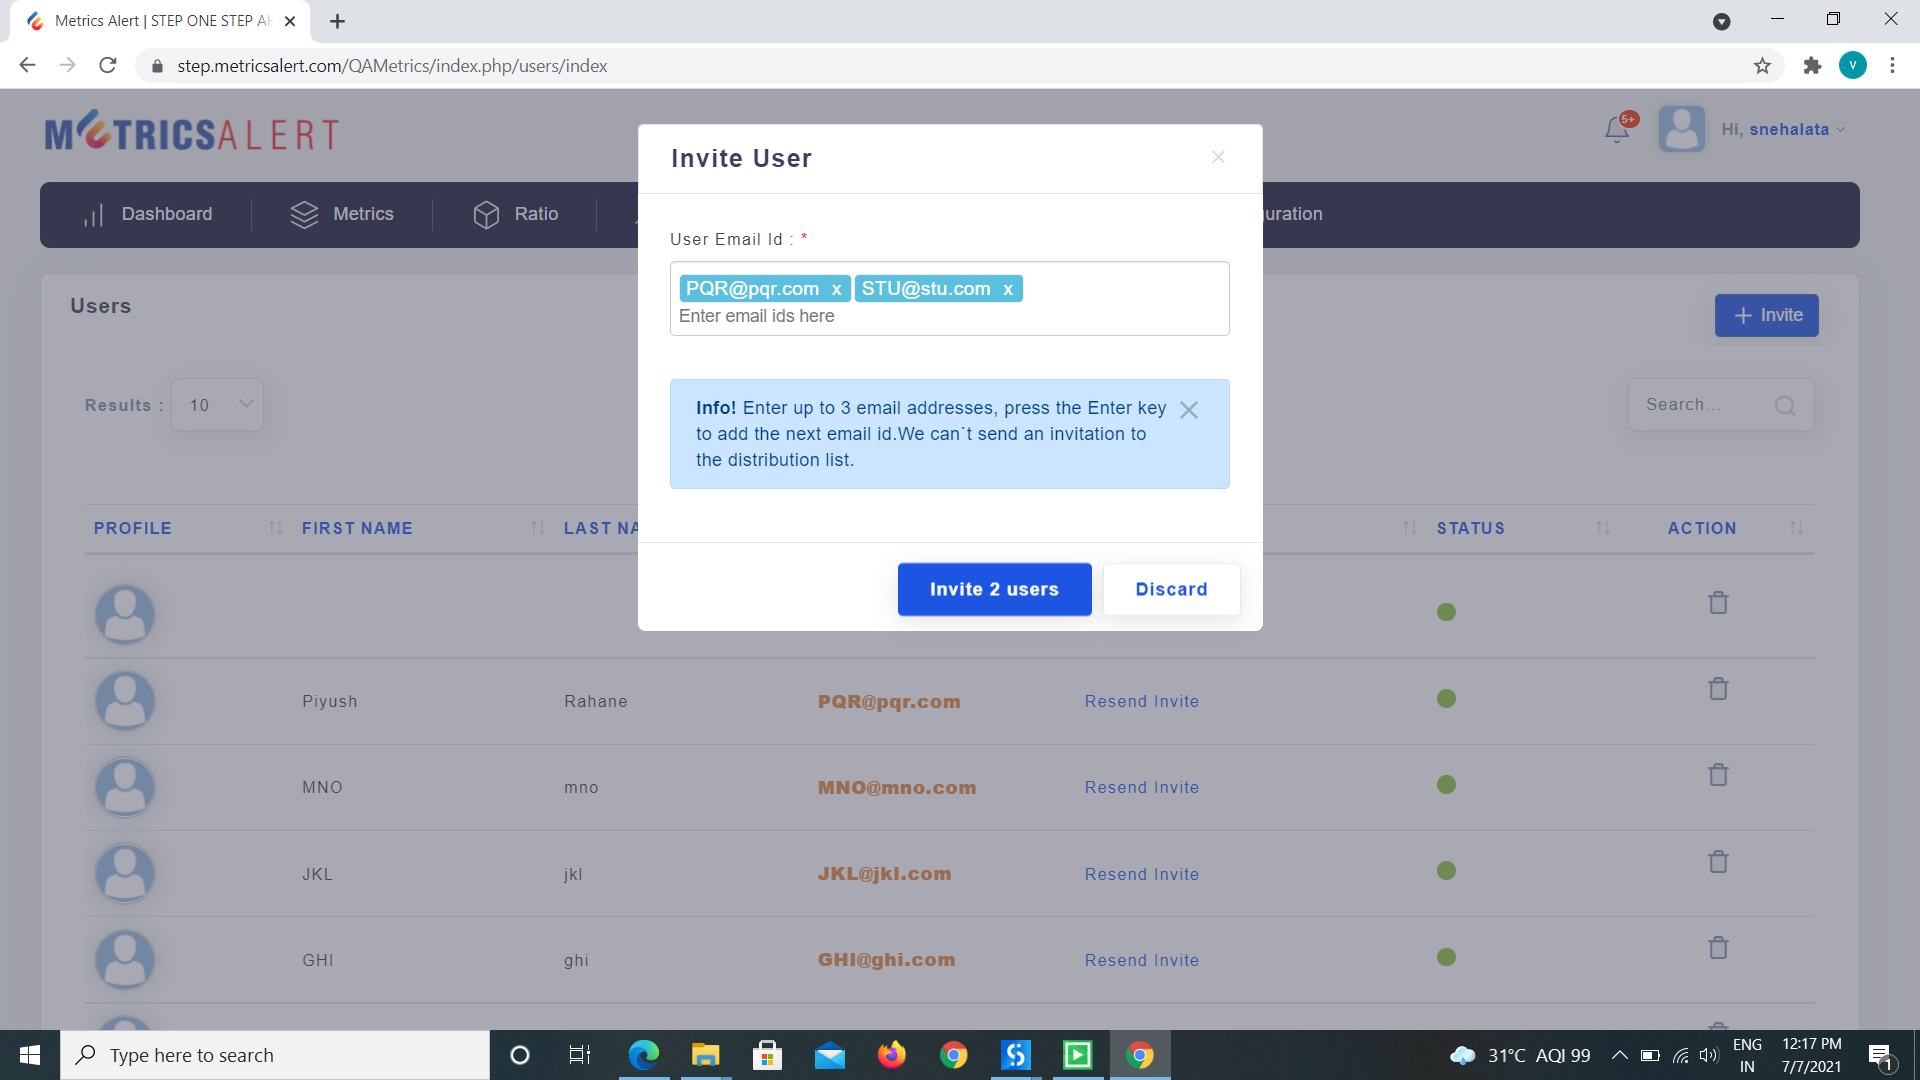 Metrics Alert | STEP ONE STEP AH
step.metricsalert.com/QAMetrics/index.php/users/index
V
METRICSALERT
5+
Hi, snehalata
Dashboard
Metrics
Ratio
uration
Users
+ Invite
Results :
10
Search...
PROFILE
FIRST NAME
LAST NA
STATUS
ACTION
Piyush
Rahane
PQR@pqr.com
Resend Invite
MNO
mno
MNO@mno.com
Resend Invite
JKL
jkl
JKL@jkl.com
Resend Invite
GHI
ghi
GHI@ghi.com
Resend Invite
Invite User
User Email Id : *
PQR@pqr.com x STU@stu.com x
Enter email ids here
Info! Enter up to 3 email addresses, press the Enter key
to add the next email id.We can`t send an invitation to
the distribution list.
Invite 2 users
Discard
Type here to search
31°C AQI 99
ENG
IN
12:17 PM
7/7/2021
1